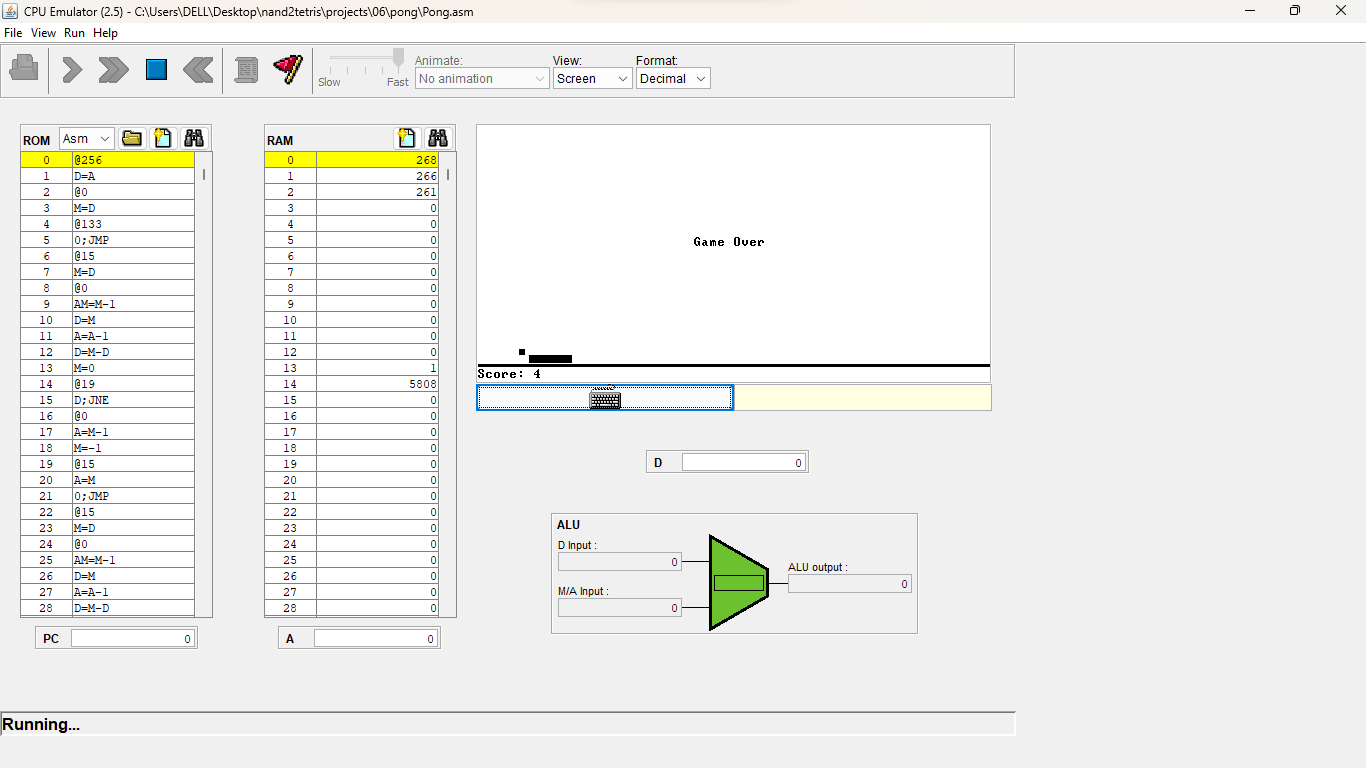 CPU Emulator (2.5) - C:\Users\DELL\Desktop\nand2tetris\projects\06\pong\Pong.asm
File View Run Help
Slow Fast
Animate: No animation
View: Screen
Format: Decimal
ROM Asm
0 @256
1 D=A
2 @0
3 M=D
4 @133
5 0;JMP
6 @15
7 M=D
8 @0
9 AM=M-1
10 D=M
11 A=A-1
12 D=M-D
13 M=0
14 @19
15 D;JNE
16 @0
17 A=M-1
18 M=-1
19 @15
20 A=M
21 0;JMP
22 @15
23 M=D
24 @0
25 AM=M-1
26 D=M
27 A=A-1
28 D=M-D
PC 0
RAM
0 268
1 266
2 261
3 0
4 0
5 0
6 0
7 0
8 0
9 0
10 0
11 0
12 0
13 1
14 5808
15 0
16 0
17 0
18 0
19 0
20 0
21 0
22 0
23 0
24 0
25 0
26 0
27 0
28 0
A 0
Game Over
Score: 4
D 0
ALU
D Input :
0
M/A Input :
0
ALU output :
0
Running...